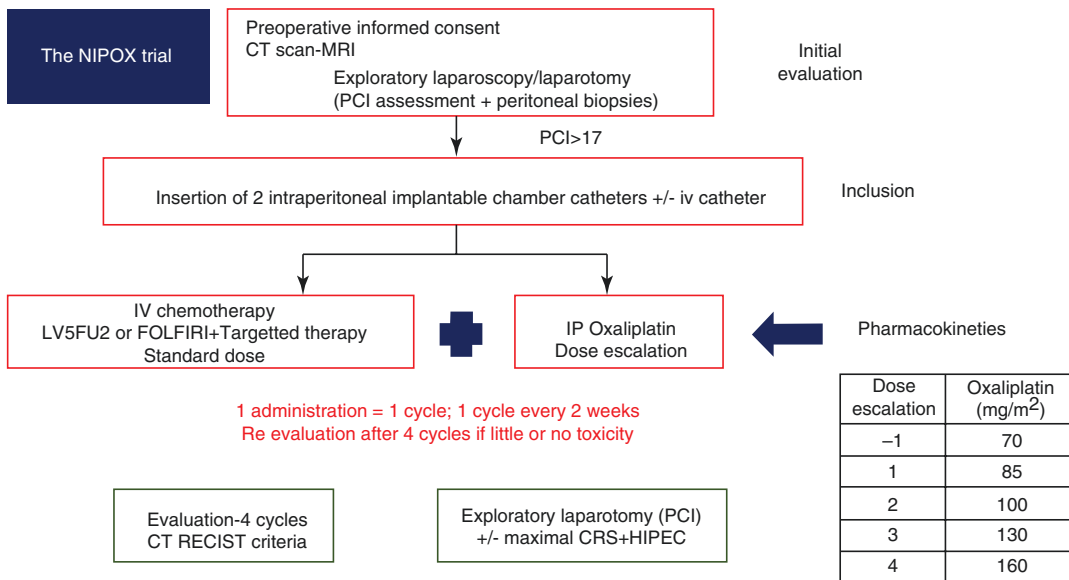 The NIPOX trial
Preoperative informed consent
CT scan-MRI
Exploratory laparoscopy/laparotomy
(PCI assessment + peritoneal biopsies)
Initial
evaluation
PCI>17
Insertion of 2 intraperitoneal implantable chamber catheters +/- iv catheter
Inclusion
IV chemotherapy
LV5FU2 or FOLFIRI+Targetted therapy
Standard dose
IP Oxaliplatin
Dose escalation
Pharmacokineties
1 administration = 1 cycle; 1 cycle every 2 weeks
Re evaluation after 4 cycles if little or no toxicity
Evaluation-4 cycles
CT RECIST criteria
Exploratory laparotomy (PCI)
+/- maximal CRS+HIPEC
Dose
escalation
Oxaliplatin
(mg/m²)
–1 70
1 85
2 100
3 130
4 160